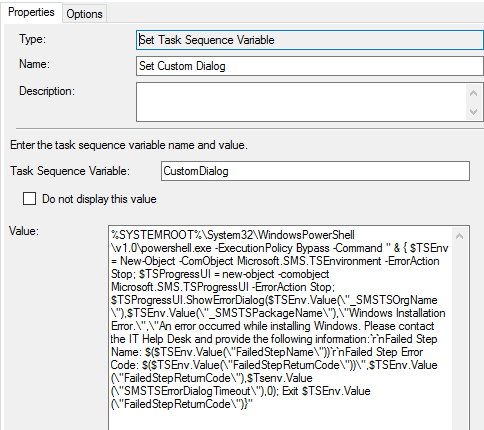 Properties Options
Type: Set Task Sequence Variable
Name: Set Custom Dialog
Description:
Enter the task sequence variable name and value.
Task Sequence Variable: CustomDialog
Do not display this value
Value: %SYSTEMROOT%\System32\WindowsPowerShell
\v1.0\powershell.exe -ExecutionPolicy Bypass -Command " & { $TSEnv
= New-Object -ComObject Microsoft.SMS.TSEnvironment -ErrorAction
Stop; $TSProgressUI = new-object -comobject
Microsoft.SMS.TSProgressUI -ErrorAction Stop;
$TSProgressUI.ShowErrorDialog($TSEnv.Value(\"_SMSTSOrgName
\"),$TSEnv.Value(\"_SMSTSPackageName\"),\"Windows Installation
Error.\",\"An error occurred while installing Windows. Please contact
the IT Help Desk and provide the following information:`r`nFailed Step
Name: $($TSEnv.Value(\"FailedStepName\"))`r`nFailed Step Error
Code: $($TSEnv.Value(\"FailedStepReturnCode\"))\",$TSEnv.Value
(\"FailedStepReturnCode\"),$Tsenv.Value
(\"SMSTSErrorDialogTimeout\"),0); Exit $TSEnv.Value
(\"FailedStepReturnCode\")}"